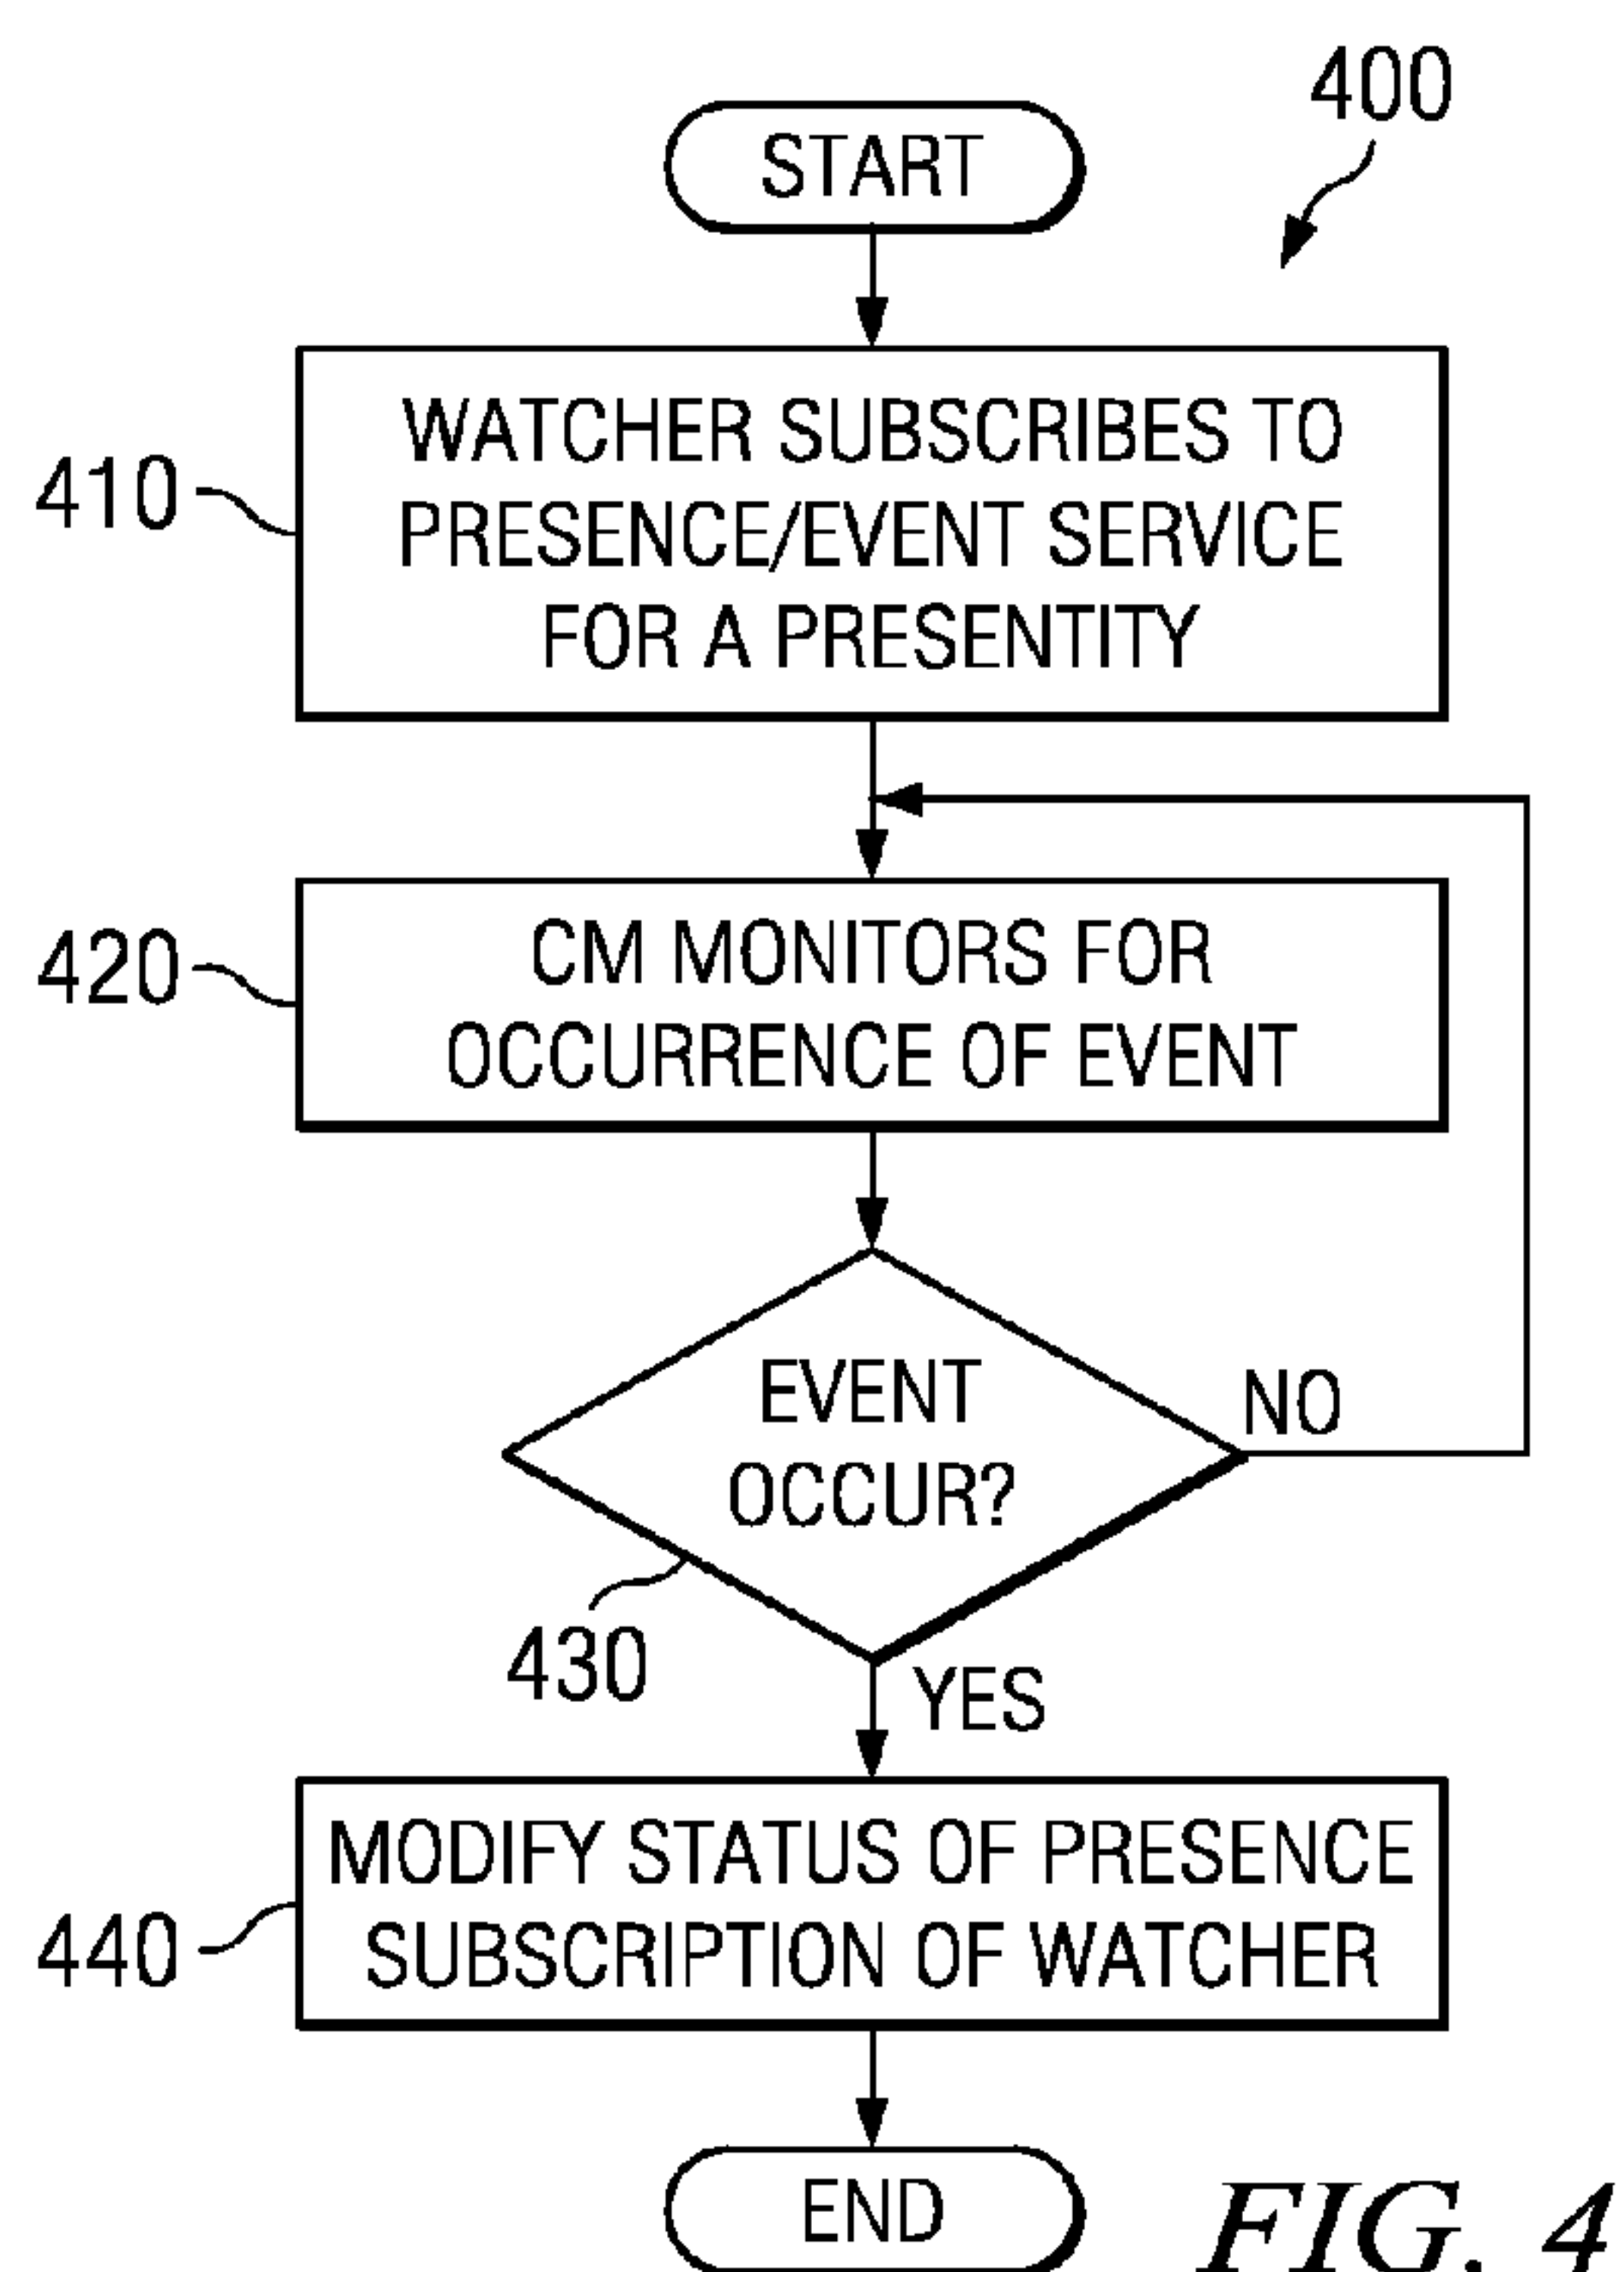 400
START
WATCHER SUBSCRIBES TO
PRESENCE/EVENT SERVICE
FOR A PRESENTITY
410
CM MONITORS FOR
OCCURRENCE OF EVENT
420
EVENT
OCCUR?
NO
430
YES
MODIFY STATUS OF PRESENCE
SUBSCRIPTION OF WATCHER
440
END
FIG. 4